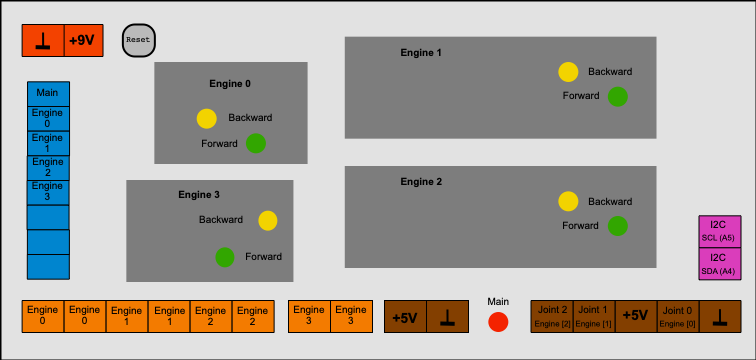 +9V
Reset
Main
Engine
0
Engine
1
Engine
2
Engine
3
Engine 0
Backward
Forward
Engine 1
Backward
Forward
Engine 3
Backward
Forward
Engine 2
Backward
Forward
I2C
SCL (A5)
I2C
SDA (A4)
Engine
0
Engine
0
Engine
1
Engine
1
Engine
2
Engine
2
Engine
3
Engine
3
+5V
Main
Joint 2
Engine [2]
Joint 1
Engine [1]
+5V
Joint 0
Engine [0]